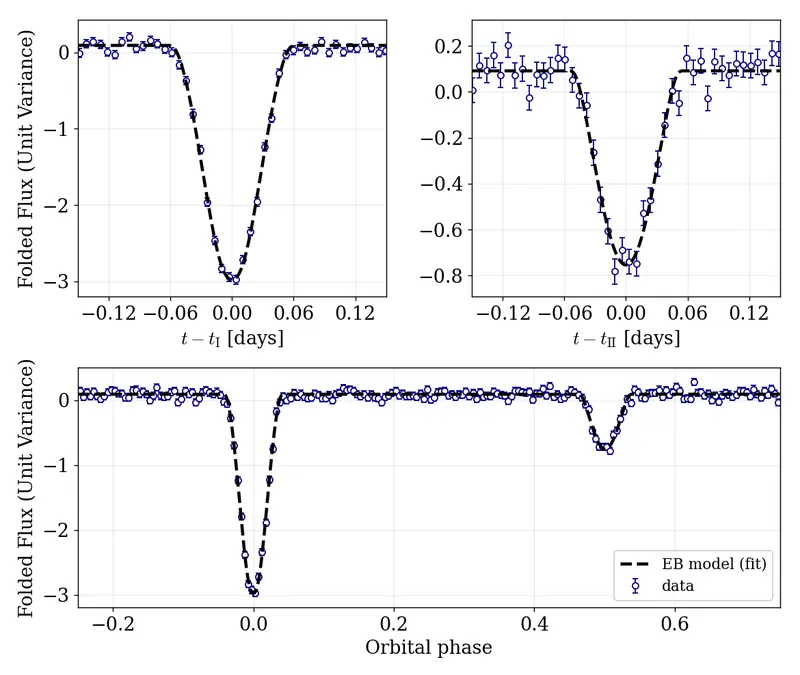 Folded Flux (Unit Variance)
0
−1
−2
−3
−0.12 −0.06 0.00 0.06 0.12
t − t_I [days]
0.2
0.0
−0.2
−0.4
−0.6
−0.8
−0.12 −0.06 0.00 0.06 0.12
t − t_II [days]
Folded Flux (Unit Variance)
0
−1
−2
−3
−0.2 0.0 0.2 0.4 0.6
Orbital phase
EB model (fit)
data